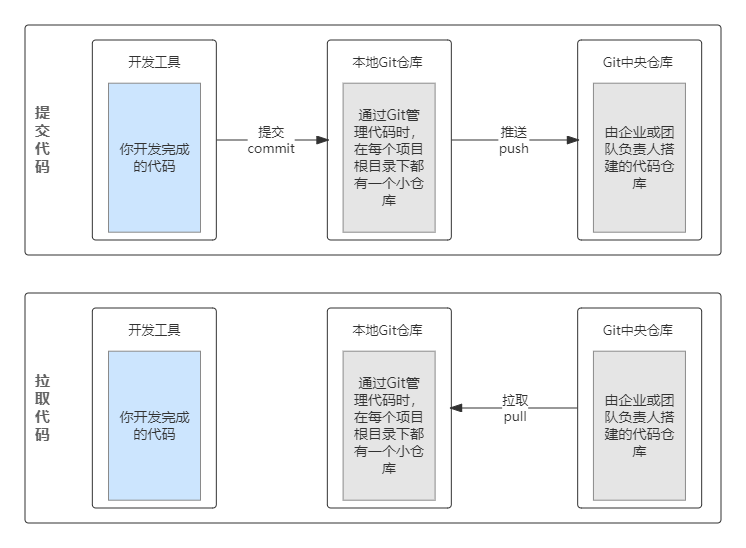 提
交
代
码
开发工具
你开发完成
的代码
提交
commit
本地Git仓库
通过Git管
理代码时，
在每个项目
根目录下都
有一个小仓
库
推送
push
Git中央仓库
由企业或团
队负责人搭
建的代码仓
库
拉
取
代
码
开发工具
你开发完成
的代码
本地Git仓库
通过Git管
理代码时，
在每个项目
根目录下都
有一个小仓
库
拉取
pull
Git中央仓库
由企业或团
队负责人搭
建的代码仓
库